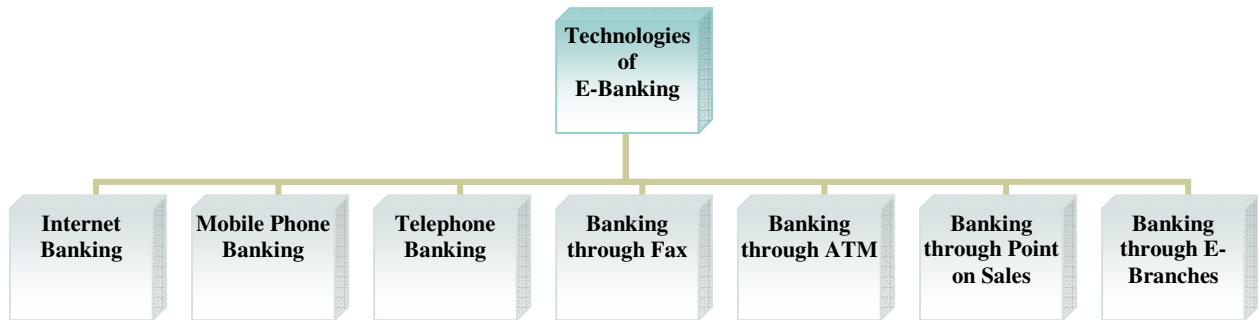 Technologies
of
E-Banking
Internet
Banking
Mobile Phone
Banking
Telephone
Banking
Banking
through Fax
Banking
through ATM
Banking
through Point
on Sales
Banking
through E-
Branches